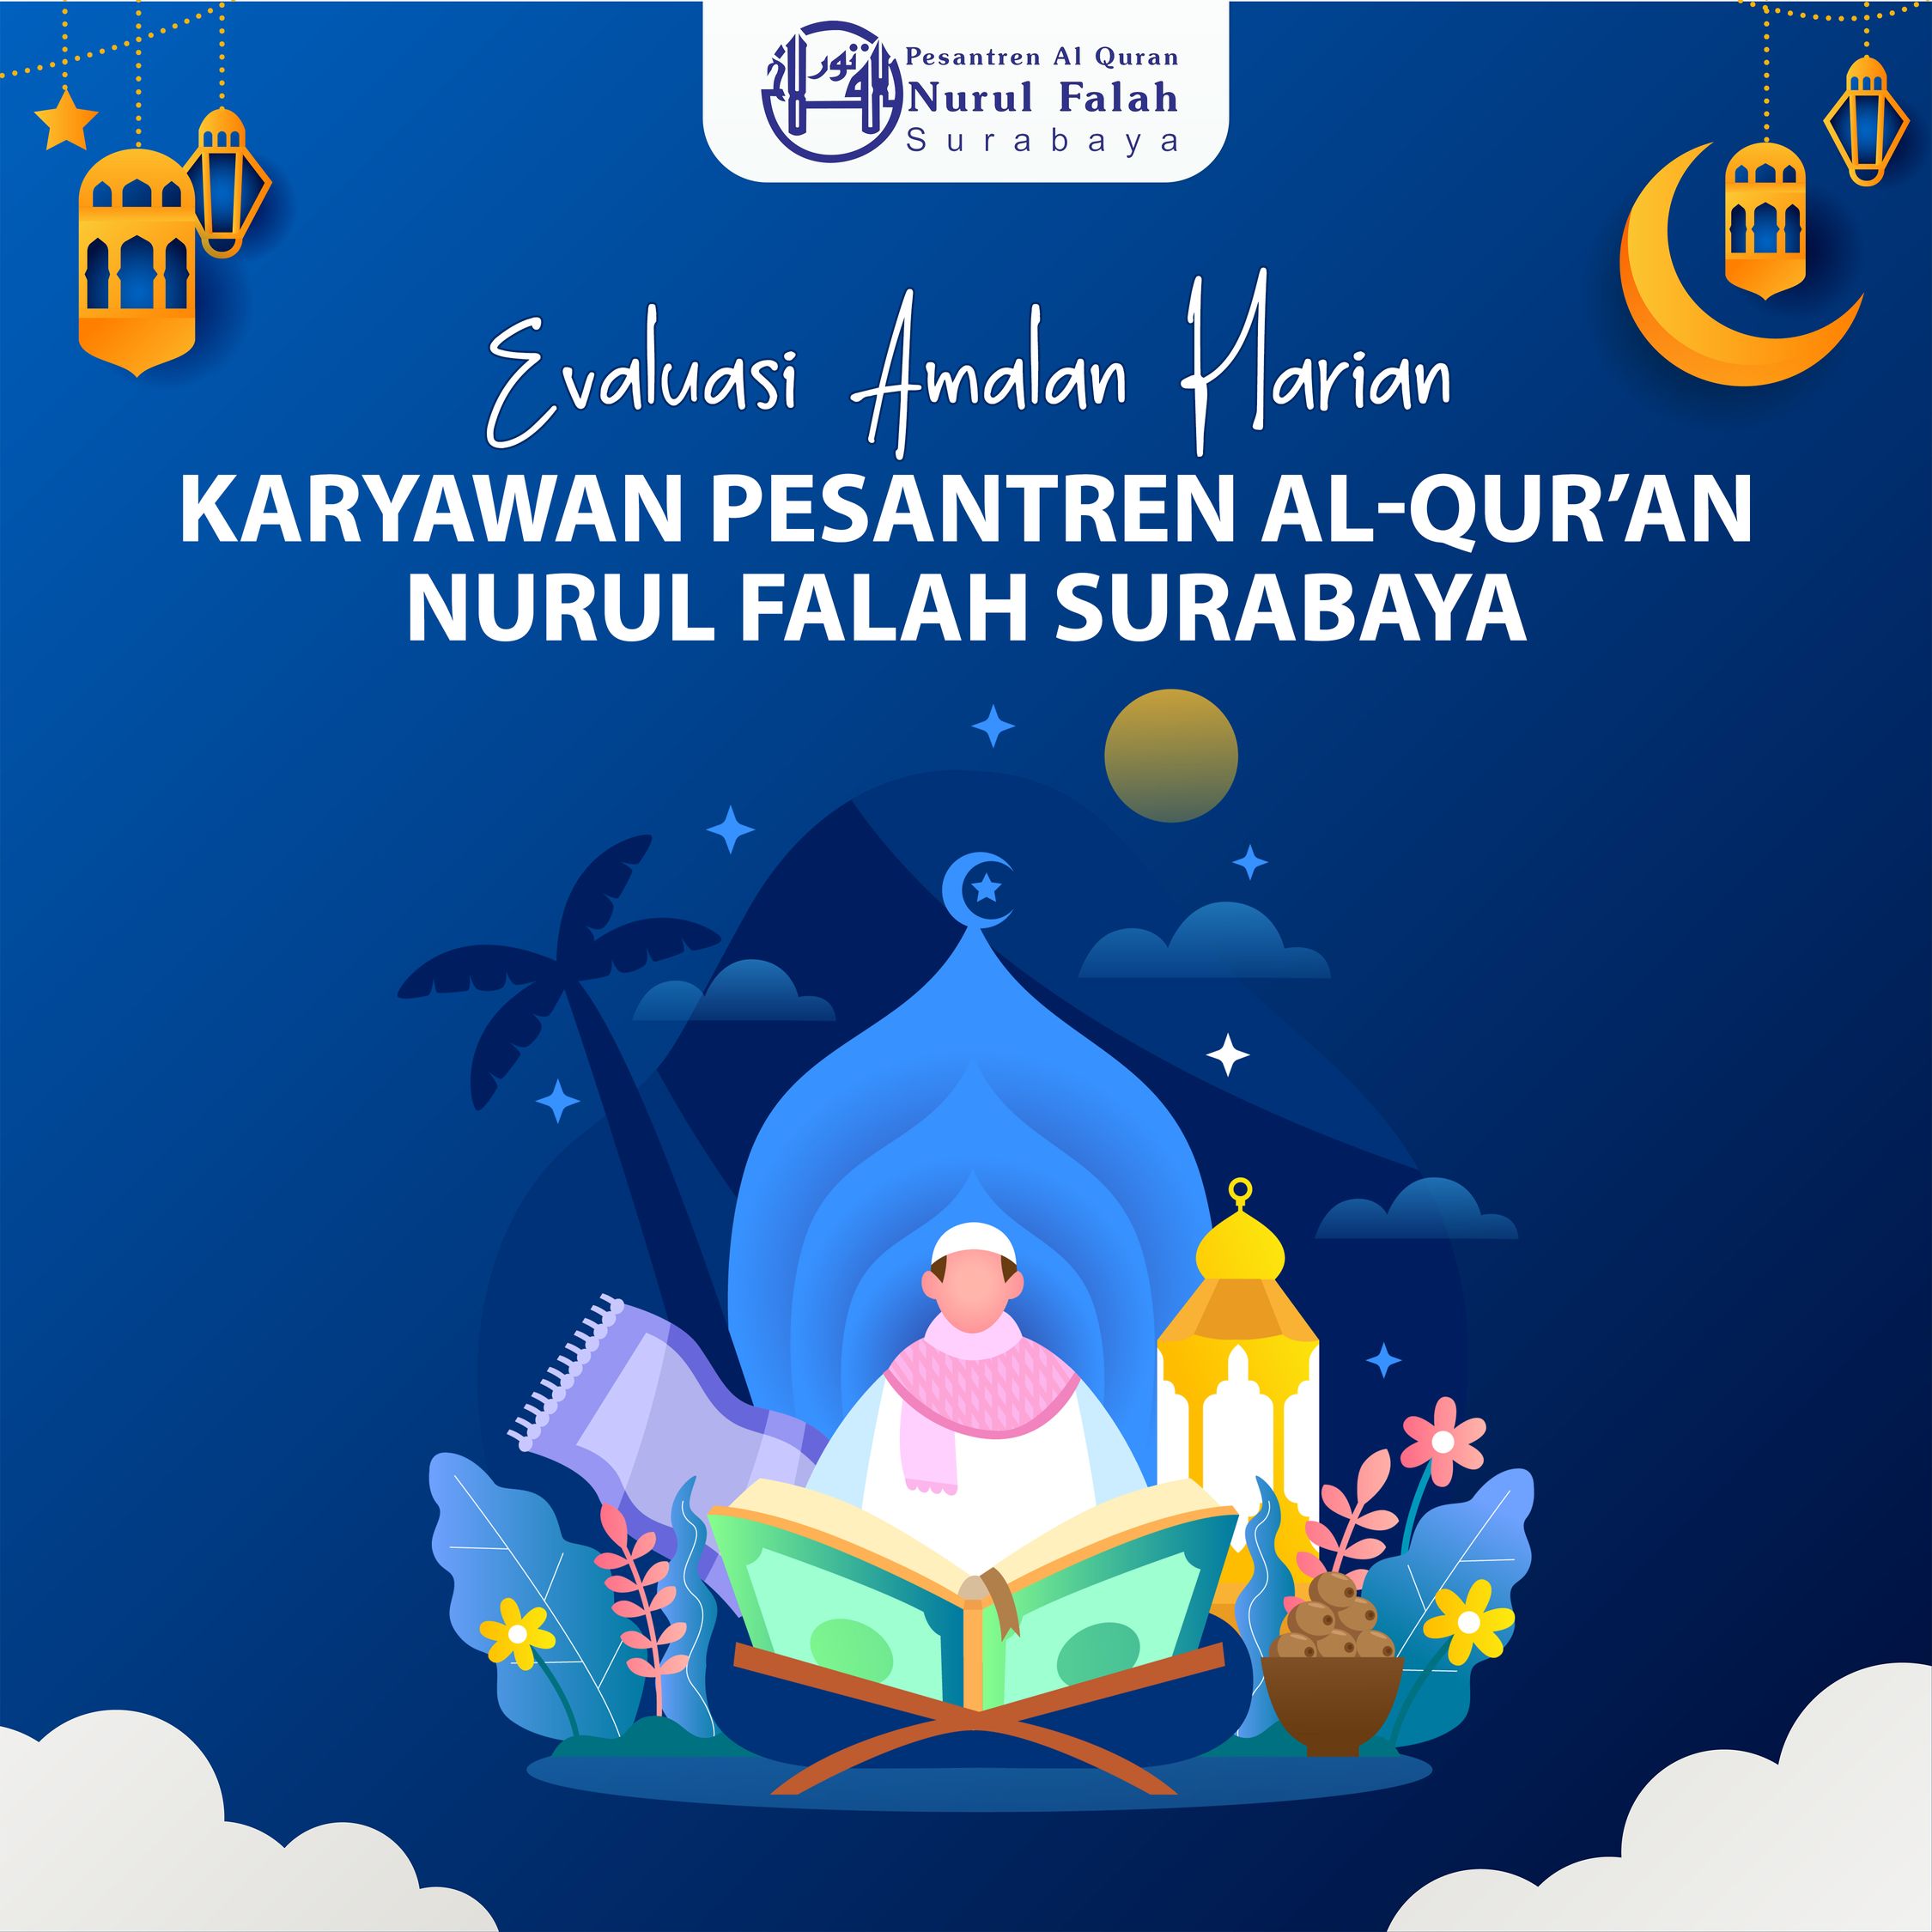 Pesantren Al Quran
Nurul Falah
Surabaya
Evaluasi Amalan Harian
KARYAWAN PESANTREN AL-QUR’AN
NURUL FALAH SURABAYA